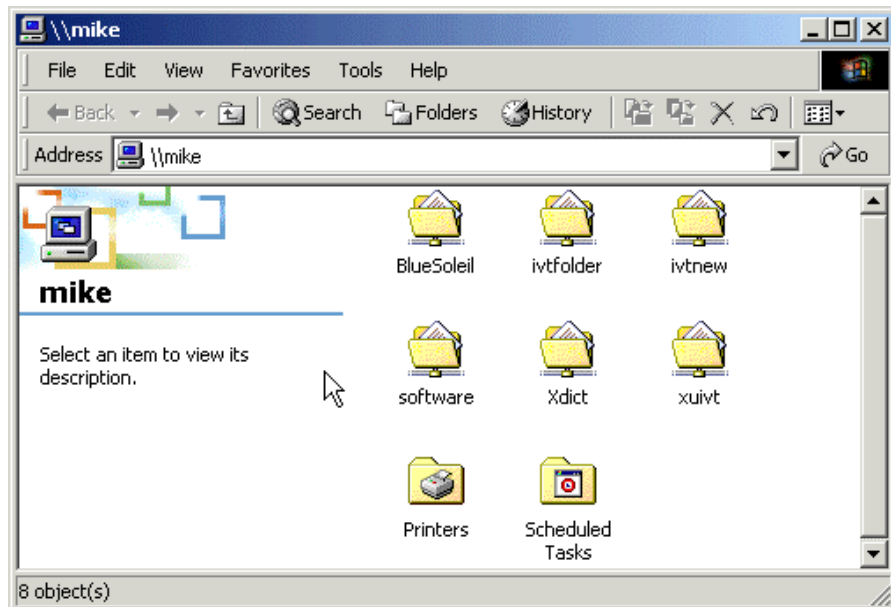 \\mike
File Edit View Favorites Tools Help
Back Search Folders History
Address \\mike Go
mike
Select an item to view its
description.
BlueSoleil ivtfolder ivtnew
software Xdict xuivt
Printers Scheduled
Tasks
8 object(s)